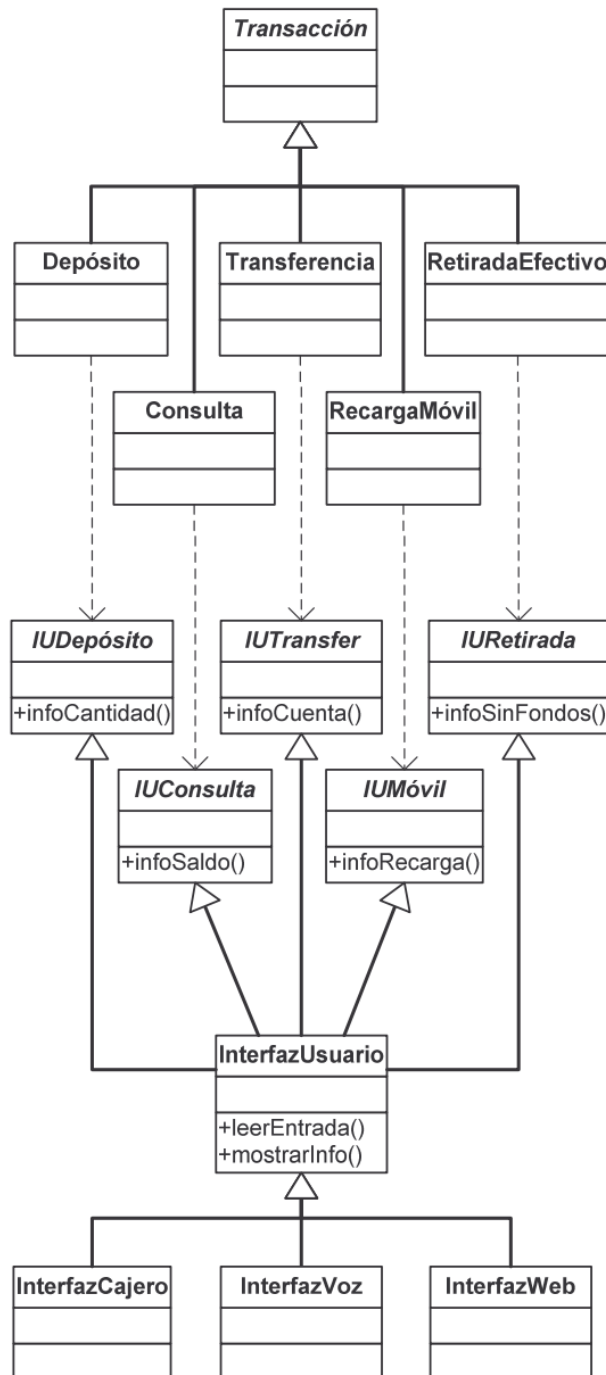 Transacción
Depósito
Transferencia
RetiradaEfectivo
Consulta
RecargaMóvil
IUDepósito
+infoCantidad()
IUTransfer
+infoCuenta()
IURetirada
+infoSinFondos()
IUConsulta
+infoSaldo()
IUMóvil
+infoRecarga()
InterfazUsuario
+leerEntrada()
+mostrarInfo()
InterfazCajero
InterfazVoz
InterfazWeb